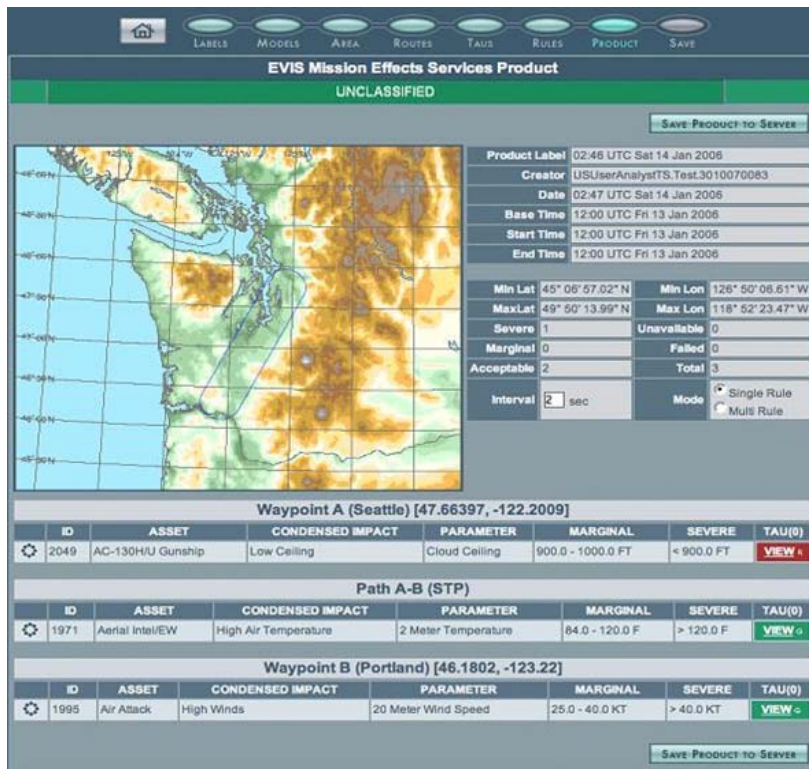 LABELS MODELS AREA ROUTES TAUS RULES PRODUCT SAVE
EVIS Mission Effects Services Product
UNCLASSIFIED
SAVE PRODUCT TO SERVER
Product Label 02:46 UTC Sat 14 Jan 2006
Creator USUserAnalystTS.Test.3010070083
Date 02:47 UTC Sat 14 Jan 2006
Base Time 12:00 UTC Fri 13 Jan 2006
Start Time 12:00 UTC Fri 13 Jan 2006
End Time 12:00 UTC Fri 13 Jan 2006
Min Lat 45° 06' 57.02" N Min Lon 126° 50' 06.61" W
MaxLat 49° 50' 13.99" N Max Lon 118° 52' 23.47" W
Severe 1 Unavailable 0
Marginal 0 Failed 0
Acceptable 2 Total 3
Interval 2 sec Mode Single Rule
Multi Rule
Waypoint A (Seattle) [47.66397, -122.2009]
ID ASSET CONDENSED IMPACT PARAMETER MARGINAL SEVERE TAU(0)
2049 AC-130H/U Gunship Low Ceiling Cloud Ceiling 900.0 - 1000.0 FT < 900.0 FT VIEW R
Path A-B (STP)
ID ASSET CONDENSED IMPACT PARAMETER MARGINAL SEVERE TAU(0)
1971 Aerial Intel/EW High Air Temperature 2 Meter Temperature 84.0 - 120.0 F > 120.0 F VIEW G
Waypoint B (Portland) [46.1802, -123.22]
ID ASSET CONDENSED IMPACT PARAMETER MARGINAL SEVERE TAU(0)
1995 Air Attack High Winds 20 Meter Wind Speed 25.0 - 40.0 KT > 40.0 KT VIEW G
SAVE PRODUCT TO SERVER